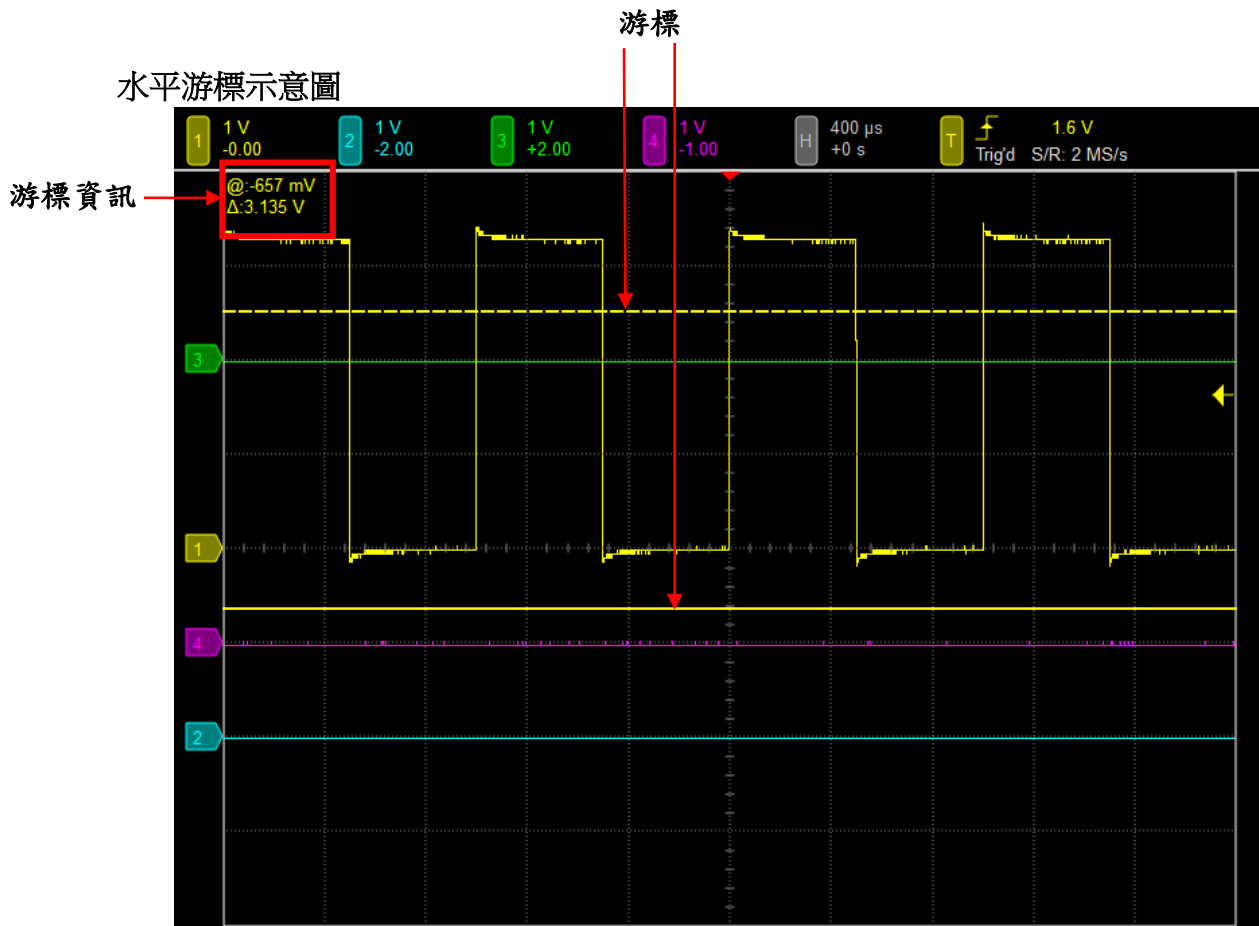 游標
水平游標示意圖
1 1 V -0.00
2 1 V -2.00
3 1 V +2.00
4 1 V -1.00
H 400 μs +0 s
T Trig'd 1.6 V S/R: 2 MS/s
游標資訊
@:-657 mV
Δ:3.135 V
3
1
4
2